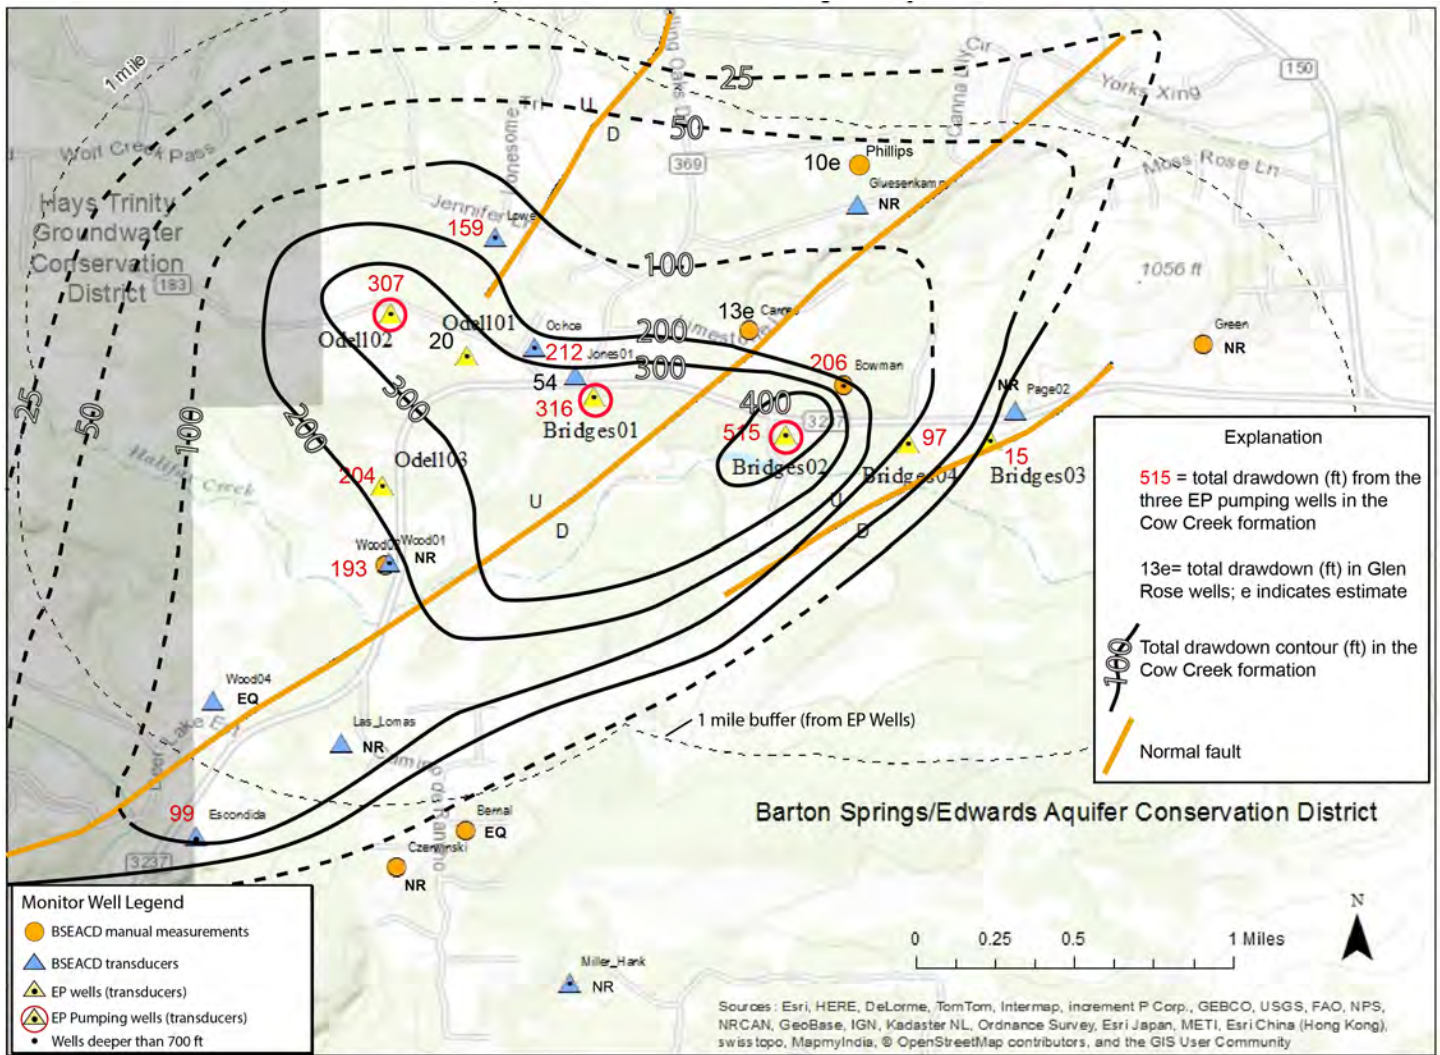 1 mile
25
50
150
Cir
Canna Lily
Yorks Xing
Moss Rose Ln
Wolf Creek Pass
Lonesome
Trl
U
D
369
10e
Phillips
NR
Hays Trinity
Groundwater
Conservation
District
183
Jennifer Ln
Lowe
159
100
1056 ft
307
Odell02
Odell01
20
Ochoa
212
Jones01
54
316
Bridges01
200
300
13e
206
Bowman
Green
NR
400
3237
515
Bridges02
97
Bridges04
NR
Page02
15
Bridges03
25
50
100
200
300
Odell03
204
Halifax Creek
Wood01
NR
193
U
D
U
D
Wood04
EQ
Las_Lomas
NR
Camino de Rancho
99
Escondida
3237
Bernal
EQ
Czerwinski
NR
Miller_Hank
NR
1 mile buffer (from EP Wells)
Explanation
515 = total drawdown (ft) from the
three EP pumping wells in the
Cow Creek formation
13e= total drawdown (ft) in Glen
Rose wells; e indicates estimate
100
Total drawdown contour (ft) in the
Cow Creek formation
Normal fault
Barton Springs/Edwards Aquifer Conservation District
Monitor Well Legend
BSEACD manual measurements
BSEACD transducers
EP wells (transducers)
EP Pumping wells (transducers)
Wells deeper than 700 ft
N
0 0.25 0.5 1 Miles
Sources: Esri, HERE, DeLorme, TomTom, Intermap, increment P Corp., GEBCO, USGS, FAO, NPS,
NRCAN, GeoBase, IGN, Kadaster NL, Ordnance Survey, Esri Japan, METI, Esri China (Hong Kong),
swisstopo, MapmyIndia, © OpenStreetMap contributors, and the GIS User Community